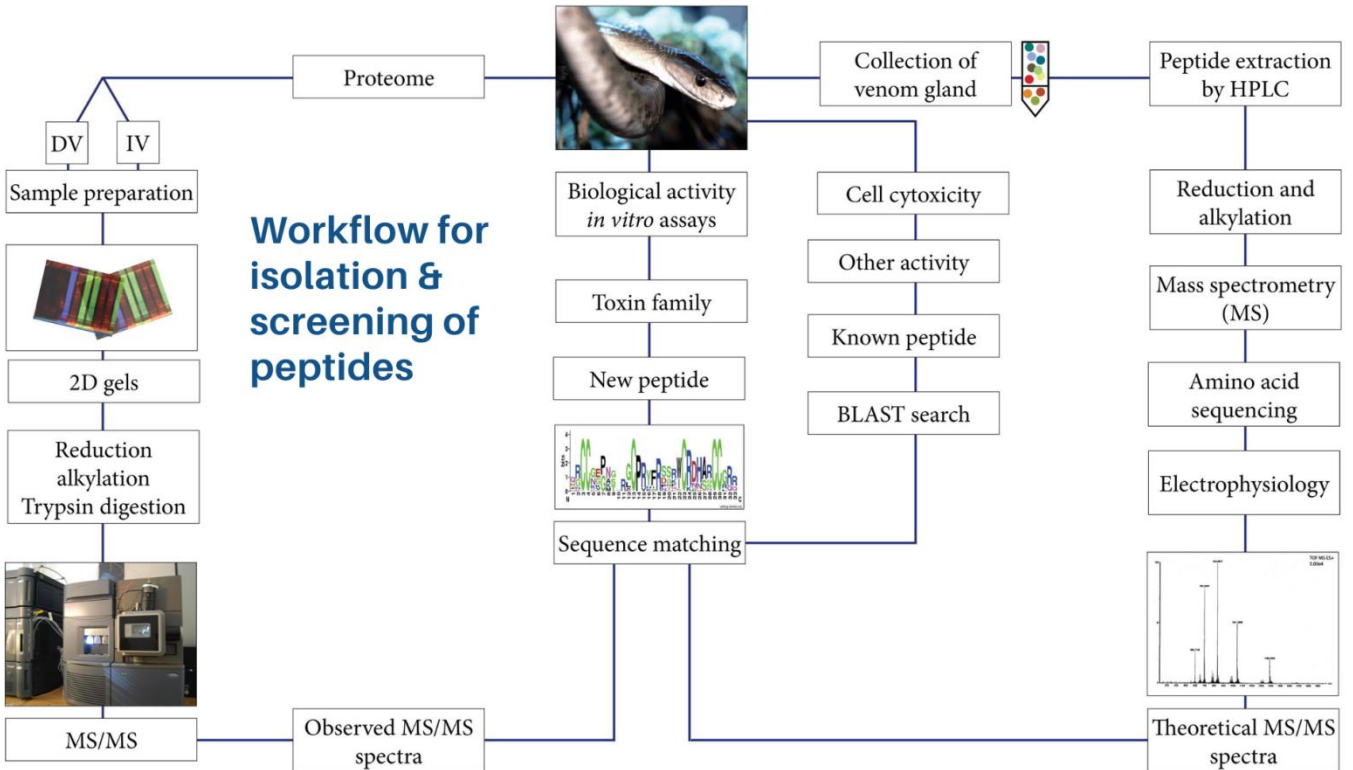 Proteome
Collection of
venom gland
Peptide extraction
by HPLC
DV
IV
Sample preparation
Workflow for
isolation &
screening of
peptides
2D gels
Reduction
alkylation
Trypsin digestion
MS/MS
Observed MS/MS
spectra
Biological activity
in vitro assays
Toxin family
New peptide
Sequence matching
Cell cytoxicity
Other activity
Known peptide
BLAST search
Reduction and
alkylation
Mass spectrometry
(MS)
Amino acid
sequencing
Electrophysiology
Theoretical MS/MS
spectra